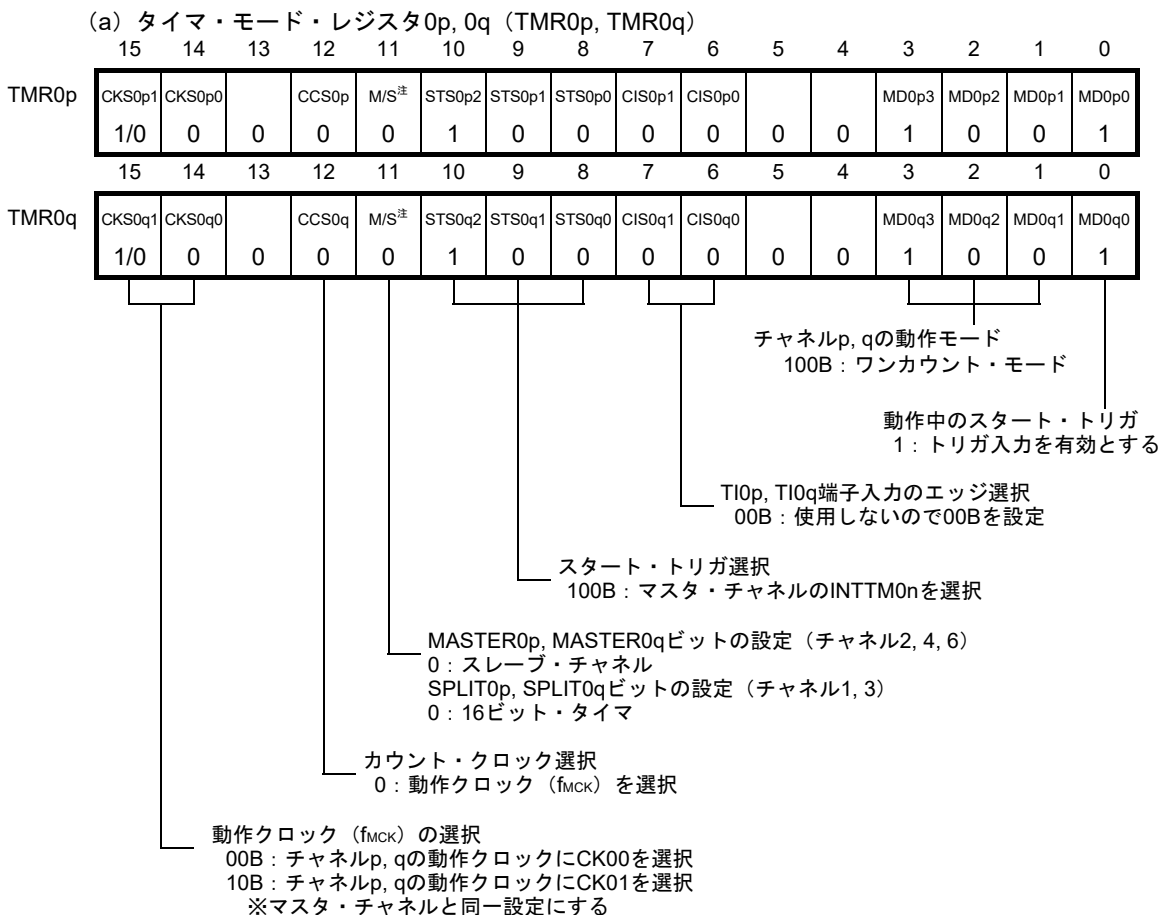 (a) タイマ・モード・レジスタ0p, 0q（TMR0p, TMR0q）
15 14 13 12 11 10 9 8 7 6 5 4 3 2 1 0
TMR0p CKS0p1 CKS0p0 CCS0p M/S注 STS0p2 STS0p1 STS0p0 CIS0p1 CIS0p0 MD0p3 MD0p2 MD0p1 MD0p0
1/0 0 0 0 0 1 0 0 0 0 0 0 1 0 0 1
15 14 13 12 11 10 9 8 7 6 5 4 3 2 1 0
TMR0q CKS0q1 CKS0q0 CCS0q M/S注 STS0q2 STS0q1 STS0q0 CIS0q1 CIS0q0 MD0q3 MD0q2 MD0q1 MD0q0
1/0 0 0 0 0 1 0 0 0 0 0 0 1 0 0 1
チャネルp, qの動作モード
100B：ワンカウント・モード
動作中のスタート・トリガ
1：トリガ入力を有効とする
TI0p, TI0q端子入力のエッジ選択
00B：使用しないので00Bを設定
スタート・トリガ選択
100B：マスタ・チャネルのINTTM0nを選択
MASTER0p, MASTER0qビットの設定（チャネル2, 4, 6）
0：スレーブ・チャネル
SPLIT0p, SPLIT0qビットの設定（チャネル1, 3）
0：16ビット・タイマ
カウント・クロック選択
0：動作クロック（fMCK）を選択
動作クロック（fMCK）の選択
00B：チャネルp, qの動作クロックにCK00を選択
10B：チャネルp, qの動作クロックにCK01を選択
※マスタ・チャネルと同一設定にする